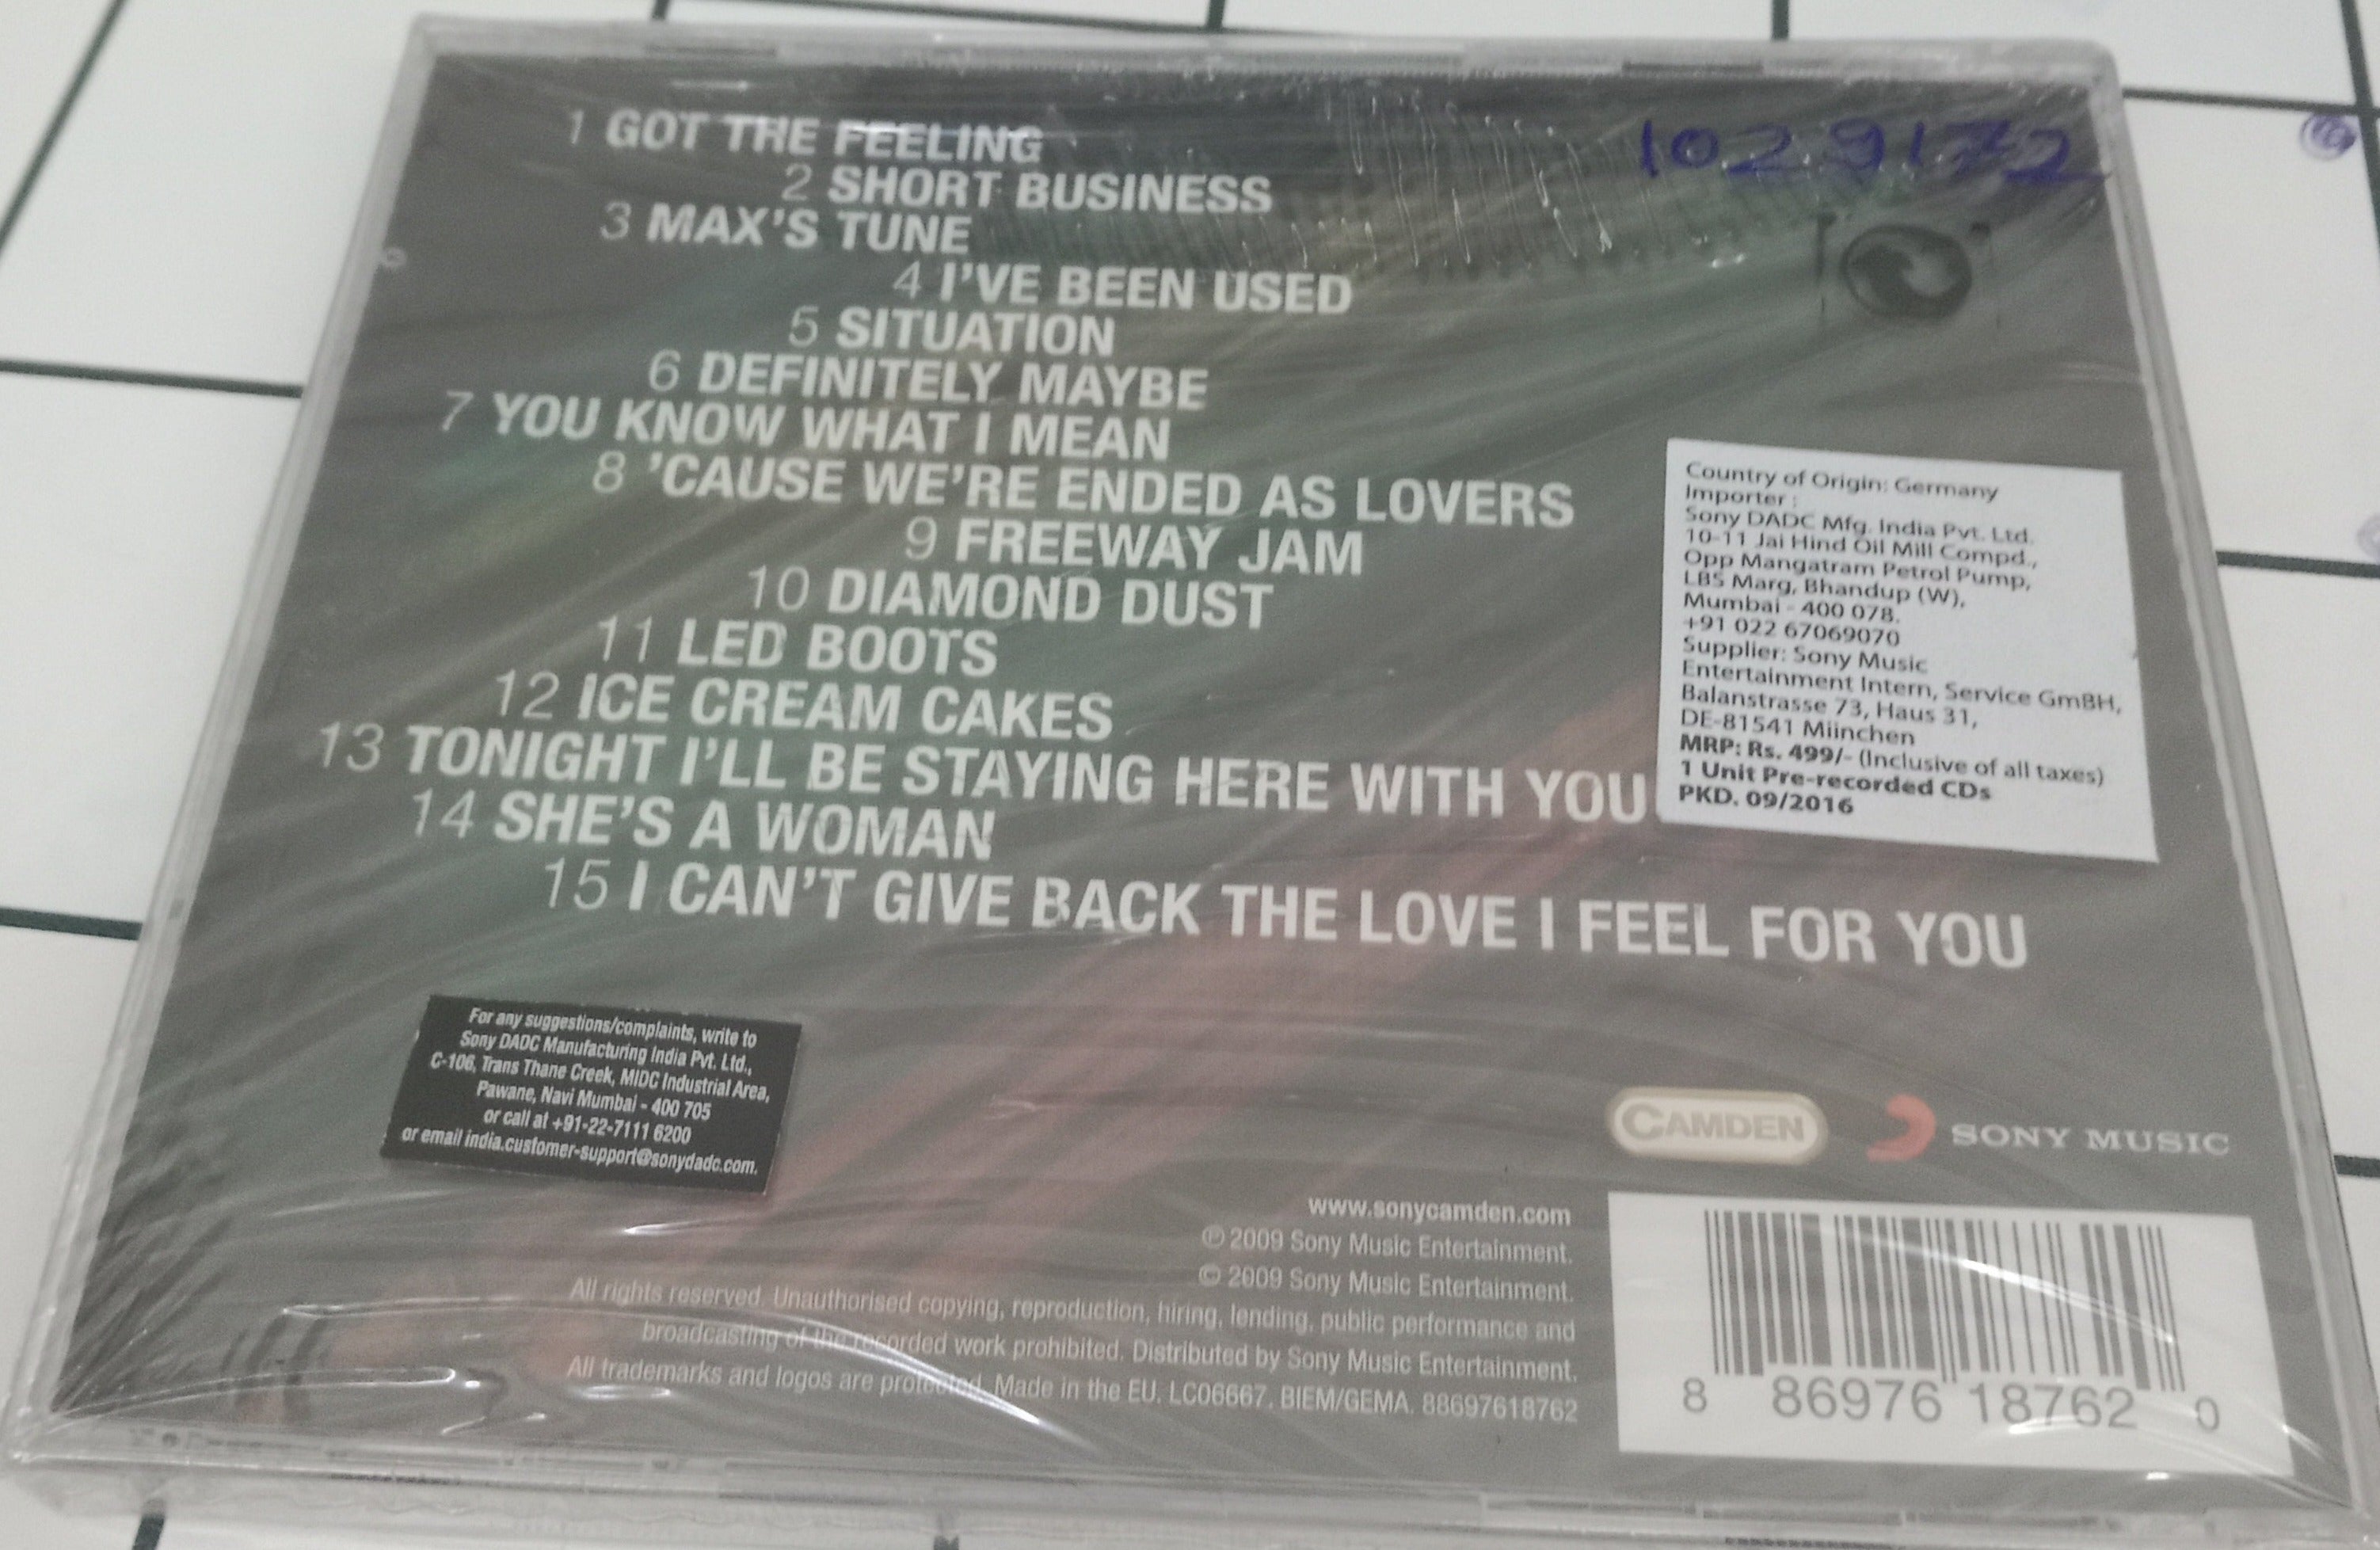 1 GOT THE FEELING
2 SHORT BUSINESS
3 MAX'S TUNE
4 I'VE BEEN USED
5 SITUATION
6 DEFINITELY MAYBE
7 YOU KNOW WHAT I MEAN
8 'CAUSE WE'RE ENDED AS LOVERS
9 FREEWAY JAM
10 DIAMOND DUST
11 LED BOOTS
12 ICE CREAM CAKES
13 TONIGHT I'LL BE STAYING HERE WITH YOU
14 SHE'S A WOMAN
15 I CAN'T GIVE BACK THE LOVE I FEEL FOR YOU
1029172
Country of Origin: Germany
Importer :
Sony DADC Mfg. India Pvt. Ltd.
10-11 Jai Hind Oil Mill Compd.,
Opp Mangatram Petrol Pump,
LBS Marg, Bhandup (W),
Mumbai - 400 078.
+91 022 67069070
Supplier: Sony Music
Entertainment Intern, Service GmBH,
Balanstrasse 73, Haus 31,
DE-81541 Miinchen
MRP: Rs. 499/- (Inclusive of all taxes)
1 Unit Pre-recorded CDs
PKD. 09/2016
For any suggestions/complaints, write to
Sony DADC Manufacturing India Pvt. Ltd.,
C-106, Trans Thane Creek, MIDC Industrial Area,
Pawane, Navi Mumbai - 400 705
or call at +91-22-7111 6200
or email india.customer-support@sonydadc.com.
CAMDEN
SONY MUSIC
www.sonycamden.com
℗ 2009 Sony Music Entertainment.
© 2009 Sony Music Entertainment.
All rights reserved. Unauthorised copying, reproduction, hiring, lending, public performance and
broadcasting of the recorded work prohibited. Distributed by Sony Music Entertainment.
All trademarks and logos are protected. Made in the EU. LC06667. BIEM/GEMA. 88697618762
8 86976 18762 0